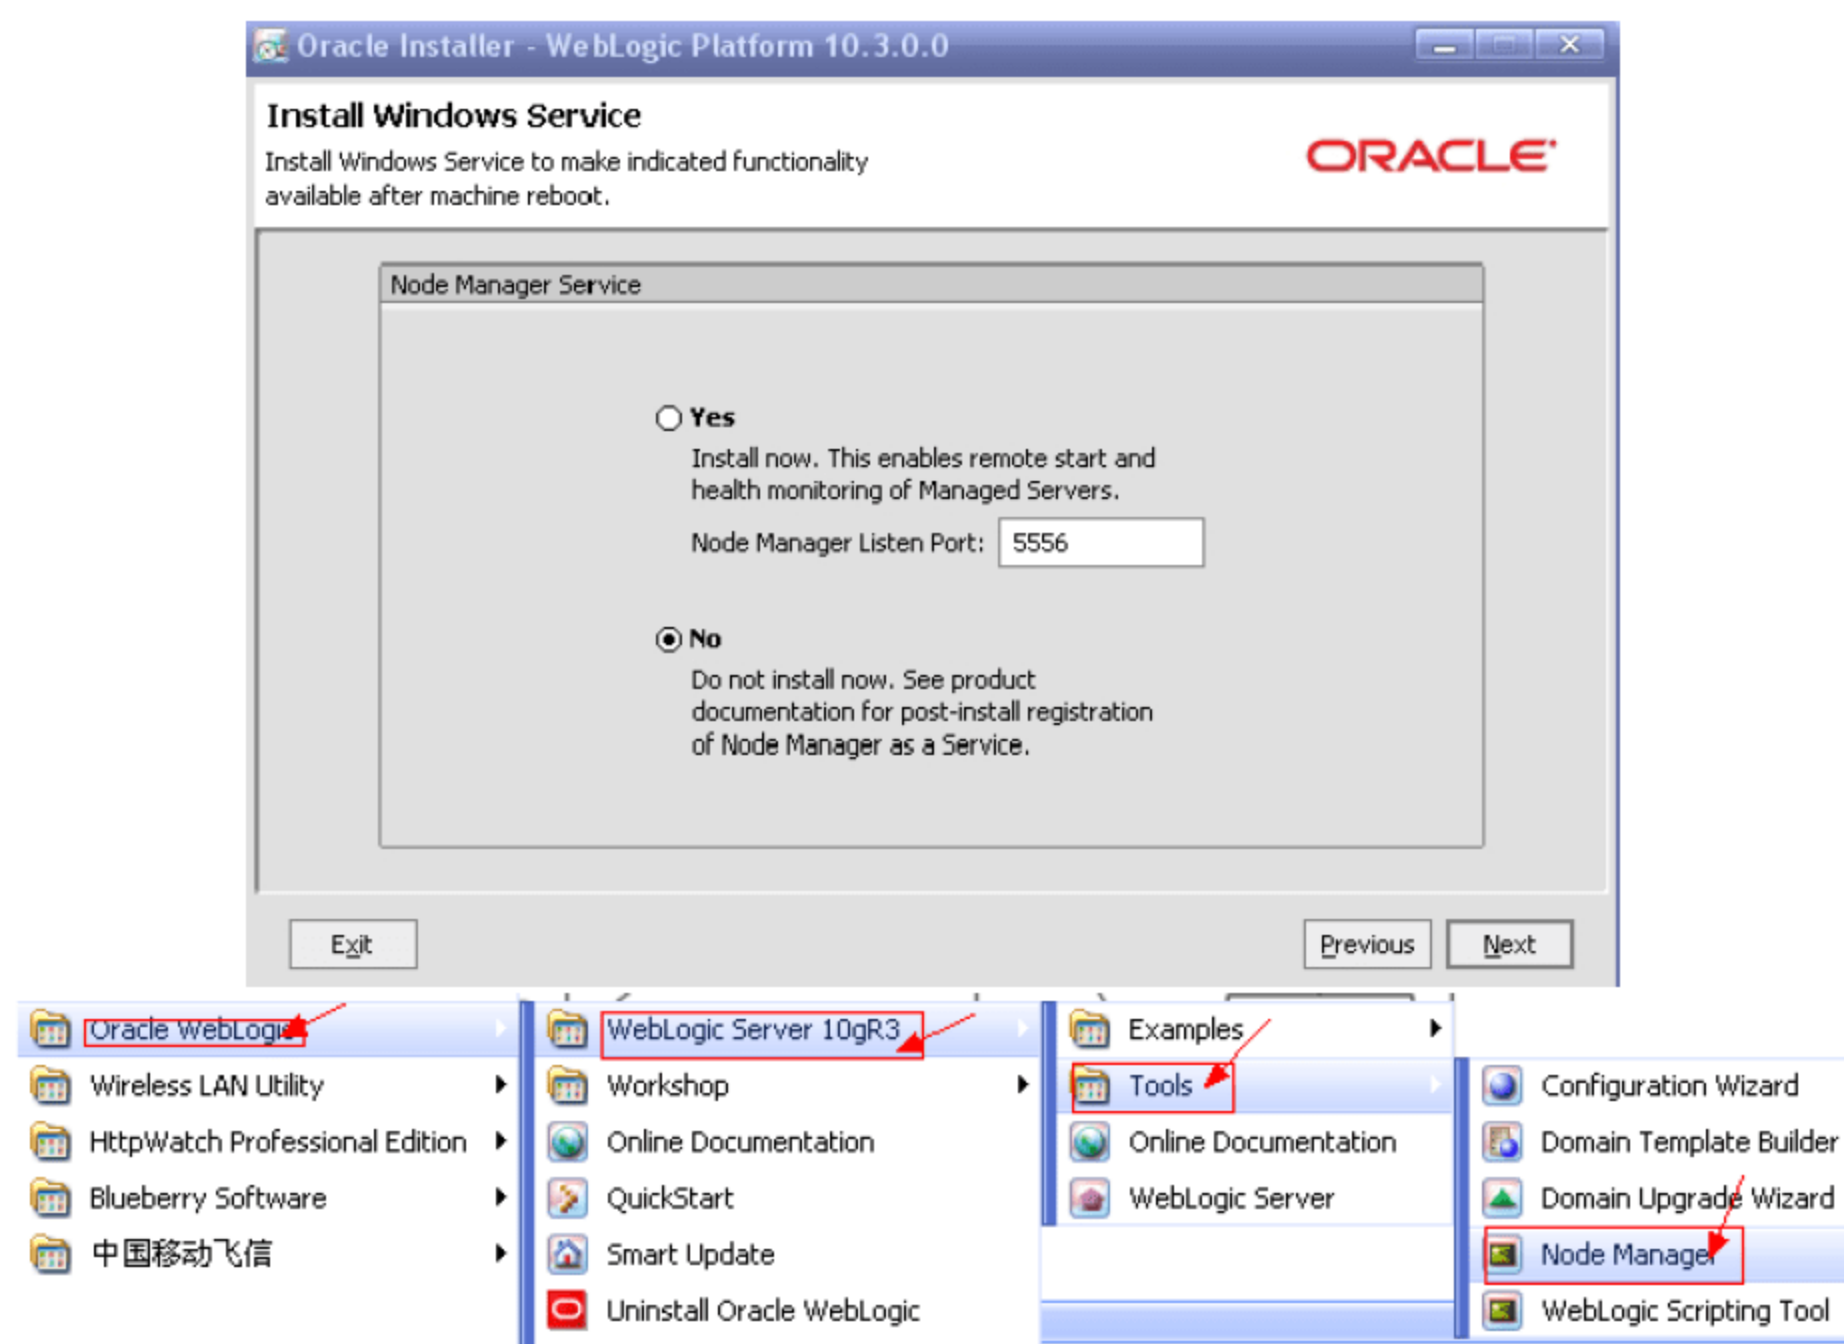 Oracle Installer - WebLogic Platform 10.3.0.0
Install Windows Service
Install Windows Service to make indicated functionality
available after machine reboot.
ORACLE
Node Manager Service
Yes
Install now. This enables remote start and
health monitoring of Managed Servers.
Node Manager Listen Port: 5556
No
Do not install now. See product
documentation for post-install registration
of Node Manager as a Service.
Exit
Previous
Next
Oracle WebLogic
Wireless LAN Utility
HttpWatch Professional Edition
Blueberry Software
中国移动飞信
WebLogic Server 10gR3
Workshop
Online Documentation
QuickStart
Smart Update
Uninstall Oracle WebLogic
Examples
Tools
Online Documentation
WebLogic Server
Configuration Wizard
Domain Template Builder
Domain Upgrade Wizard
Node Manager
WebLogic Scripting Tool